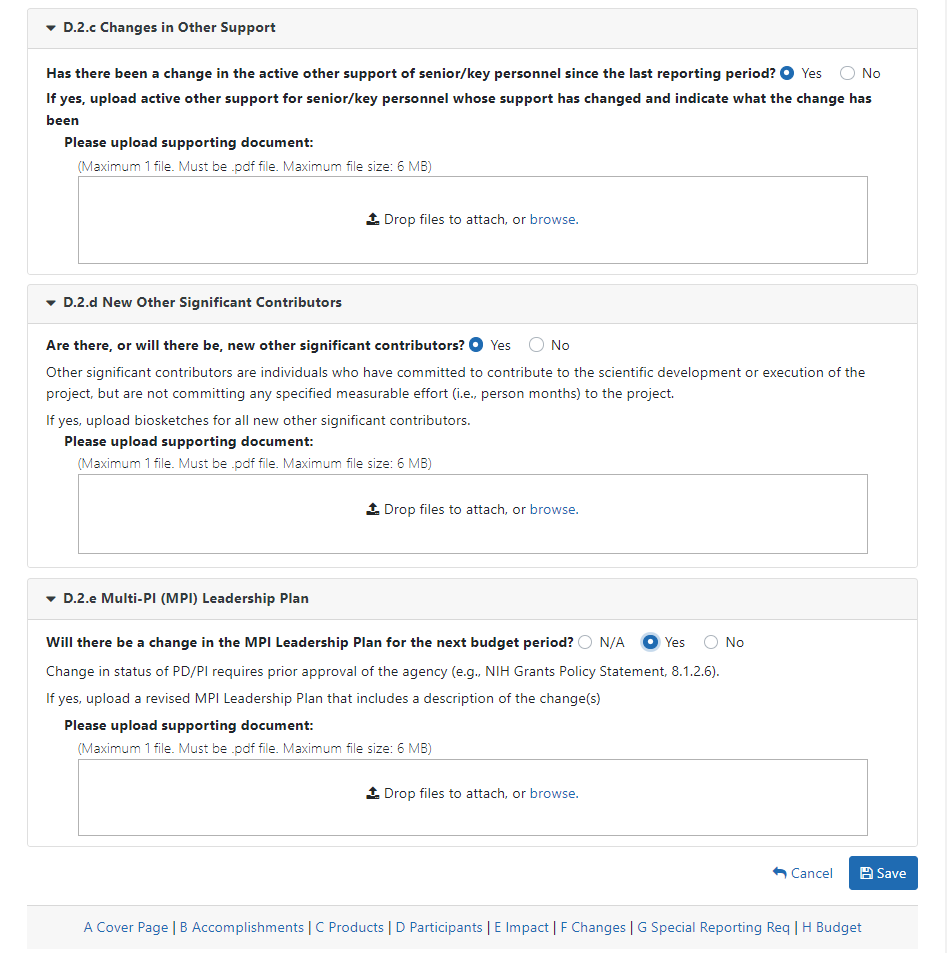 D.2.c Changes in Other Support
Has there been a change in the active other support of senior/key personnel since the last reporting period? Yes No
If yes, upload active other support for senior/key personnel whose support has changed and indicate what the change has
been
Please upload supporting document:
(Maximum 1 file. Must be .pdf file. Maximum file size: 6 MB)
Drop files to attach, or browse.
D.2.d New Other Significant Contributors
Are there, or will there be, new other significant contributors? Yes No
Other significant contributors are individuals who have committed to contribute to the scientific development or execution of the
project, but are not committing any specified measurable effort (i.e., person months) to the project.
If yes, upload biosketches for all new other significant contributors.
Please upload supporting document:
(Maximum 1 file. Must be .pdf file. Maximum file size: 6 MB)
Drop files to attach, or browse.
D.2.e Multi-PI (MPI) Leadership Plan
Will there be a change in the MPI Leadership Plan for the next budget period? N/A Yes No
Change in status of PD/PI requires prior approval of the agency (e.g., NIH Grants Policy Statement, 8.1.2.6).
If yes, upload a revised MPI Leadership Plan that includes a description of the change(s)
Please upload supporting document:
(Maximum 1 file. Must be .pdf file. Maximum file size: 6 MB)
Drop files to attach, or browse.
Cancel Save
A Cover Page | B Accomplishments | C Products | D Participants | E Impact | F Changes | G Special Reporting Req | H Budget